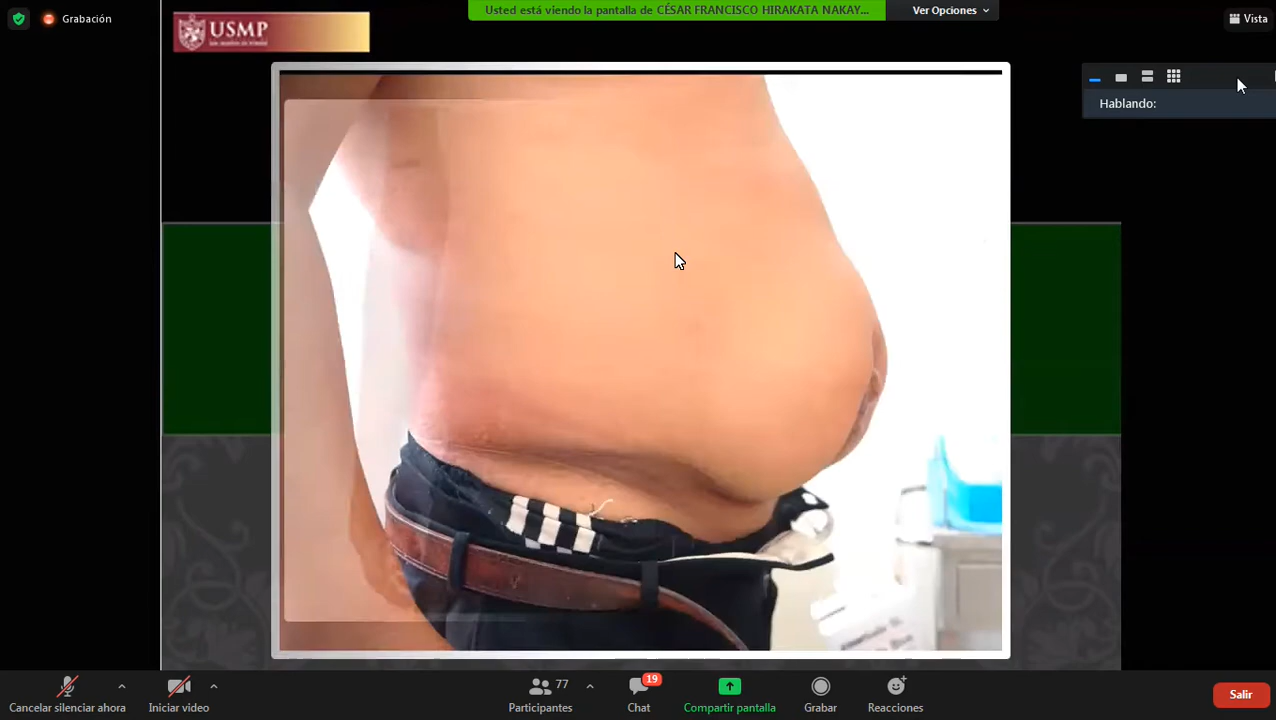 Grabación
Usted está viendo la pantalla de CÉSAR FRANCISCO HIRAKATA NAKAY...
Ver Opciones
Vista
USMP
Hablando:
Cancelar silenciar ahora
Iniciar video
77
Participantes
19
Chat
Compartir pantalla
Grabar
Reacciones
Salir